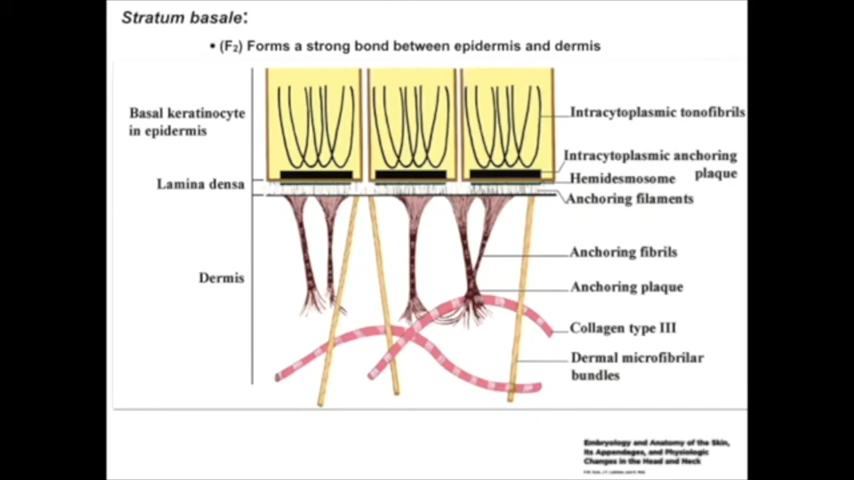 Stratum basale:
• (F₂) Forms a strong bond between epidermis and dermis
Basal keratinocyte
in epidermis
Lamina densa
Dermis
Intracytoplasmic tonofibrils
Intracytoplasmic anchoring
plaque
Hemidesmosome
Anchoring filaments
Anchoring fibrils
Anchoring plaque
Collagen type III
Dermal microfibrilar
bundles
Embryology and Anatomy of the Skin,
Its Appendages, and Physiologic
Changes in the Head and Neck